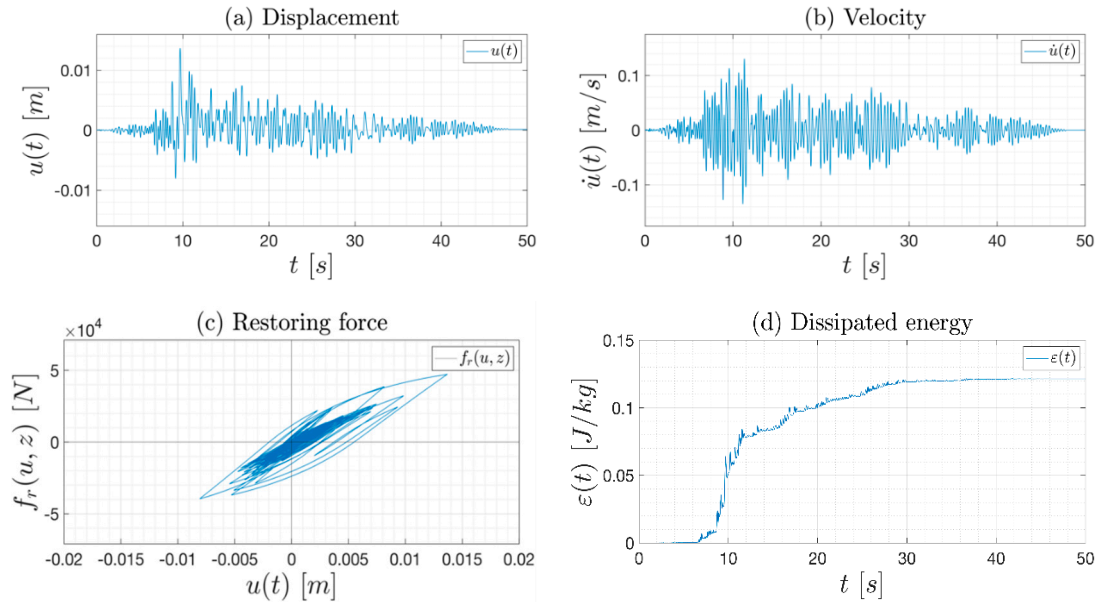 (a) Displacement
u(t) [m]
0.01
0
-0.01
u(t)
0 10 20 30 40 50
t [s]
(b) Velocity
u̇(t) [m/s]
0.1
0
-0.1
u̇(t)
0 10 20 30 40 50
t [s]
(c) Restoring force
×10⁴
f_r(u, z) [N]
5
0
-5
f_r(u, z)
-0.02 -0.015 -0.01 -0.005 0 0.005 0.01 0.015 0.02
u(t) [m]
(d) Dissipated energy
ε(t) [J/kg]
0.15
0.1
0.05
0
ε(t)
0 10 20 30 40 50
t [s]